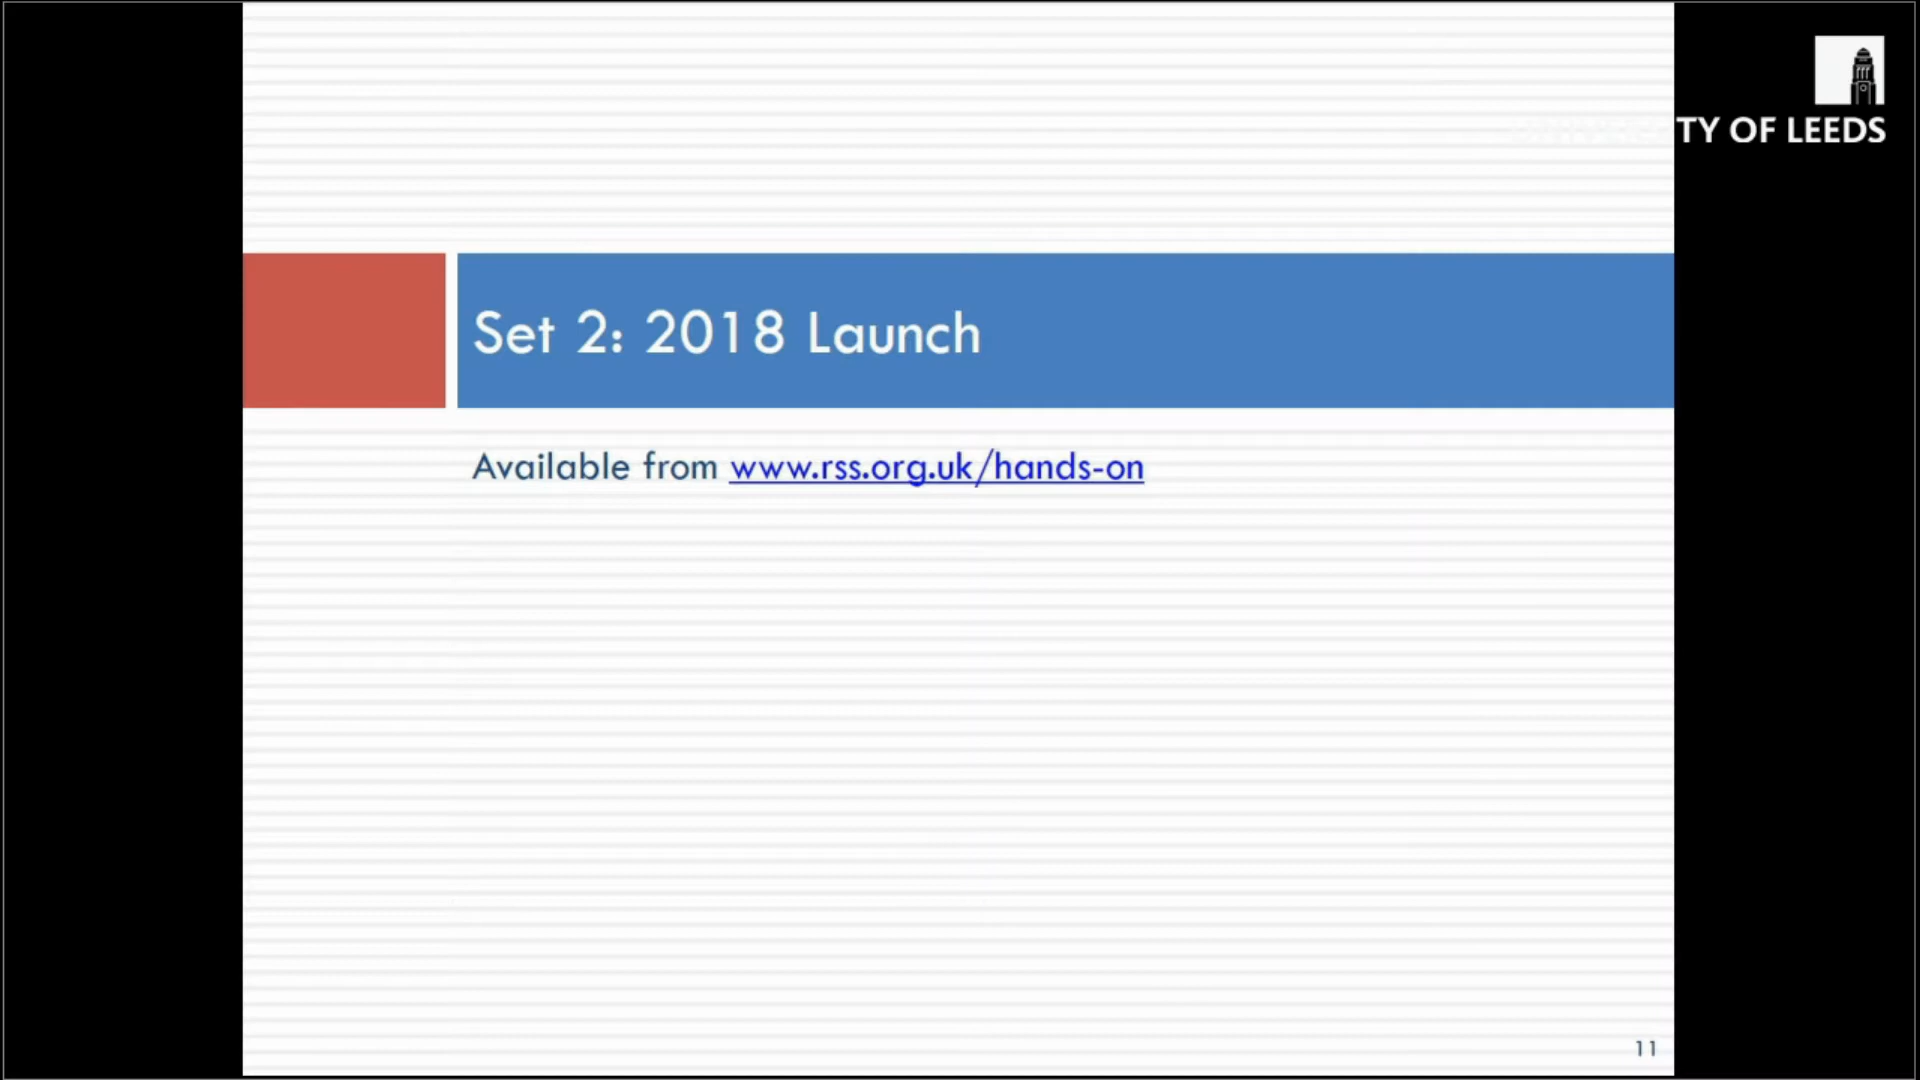 TY OF LEEDS
Set 2: 2018 Launch
Available from www.rss.org.uk/hands-on
11